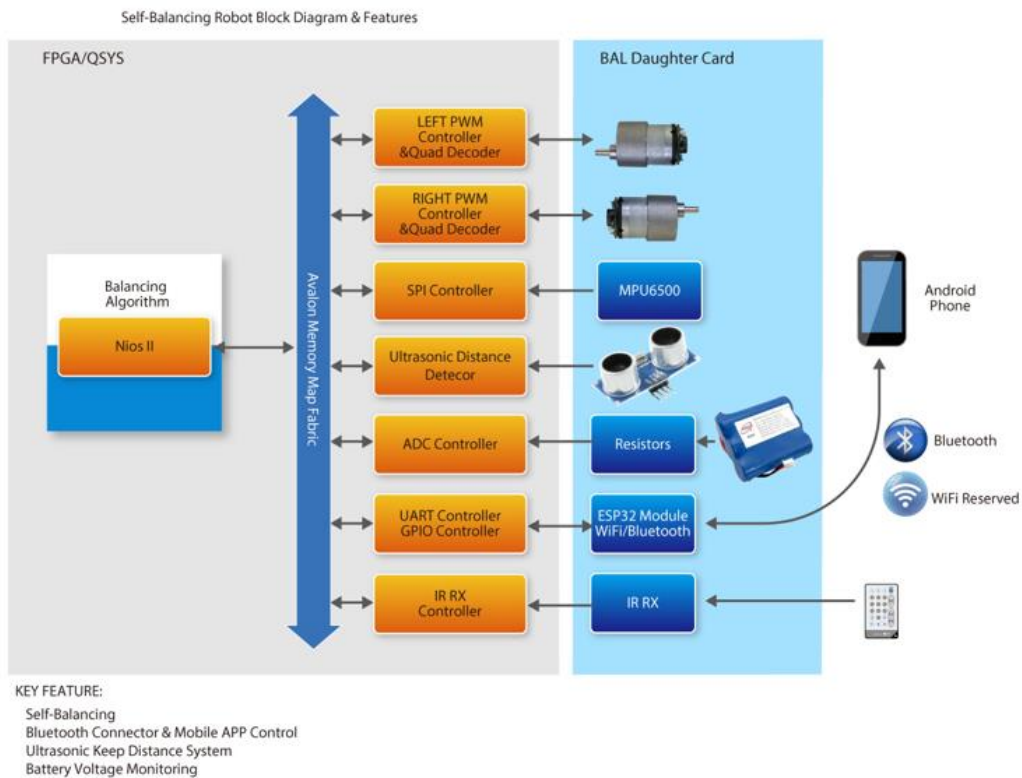 Self-Balancing Robot Block Diagram & Features
FPGA/QSYS
BAL Daughter Card
LEFT PWM
Controller
&Quad Decoder
RIGHT PWM
Controller
&Quad Decoder
Balancing
Algorithm
Nios II
Avalon Memory Map Fabric
SPI Controller
MPU6500
Android
Phone
Ultrasonic Distance
Detecor
ADC Controller
Resistors
Bluetooth
UART Controller
GPIO Controller
ESP32 Module
WiFi/Bluetooth
WiFi Reserved
IR RX
Controller
IR RX
KEY FEATURE:
Self-Balancing
Bluetooth Connector & Mobile APP Control
Ultrasonic Keep Distance System
Battery Voltage Monitoring